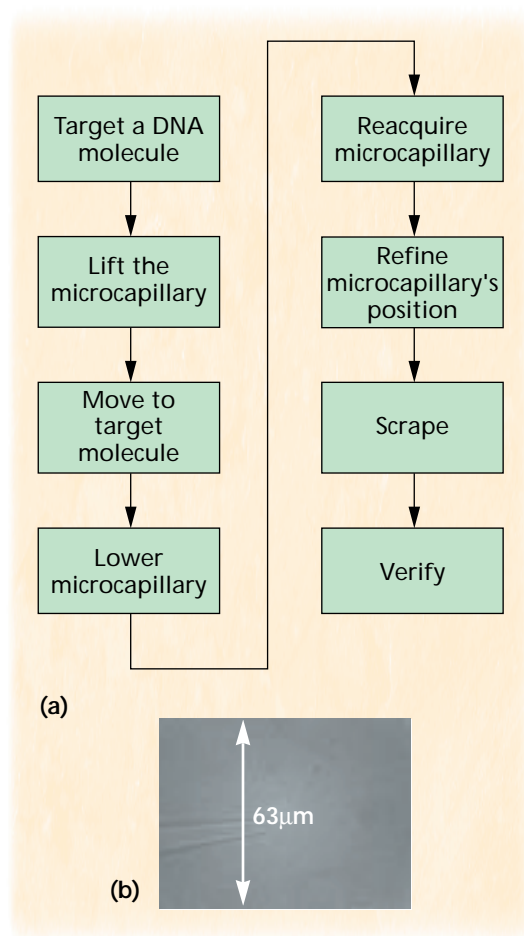 Target a DNA
molecule
Lift the
microcapillary
Move to
target
molecule
Lower
microcapillary
Reacquire
microcapillary
Refine
microcapillary's
position
Scrape
Verify
(a)
63μm
(b)